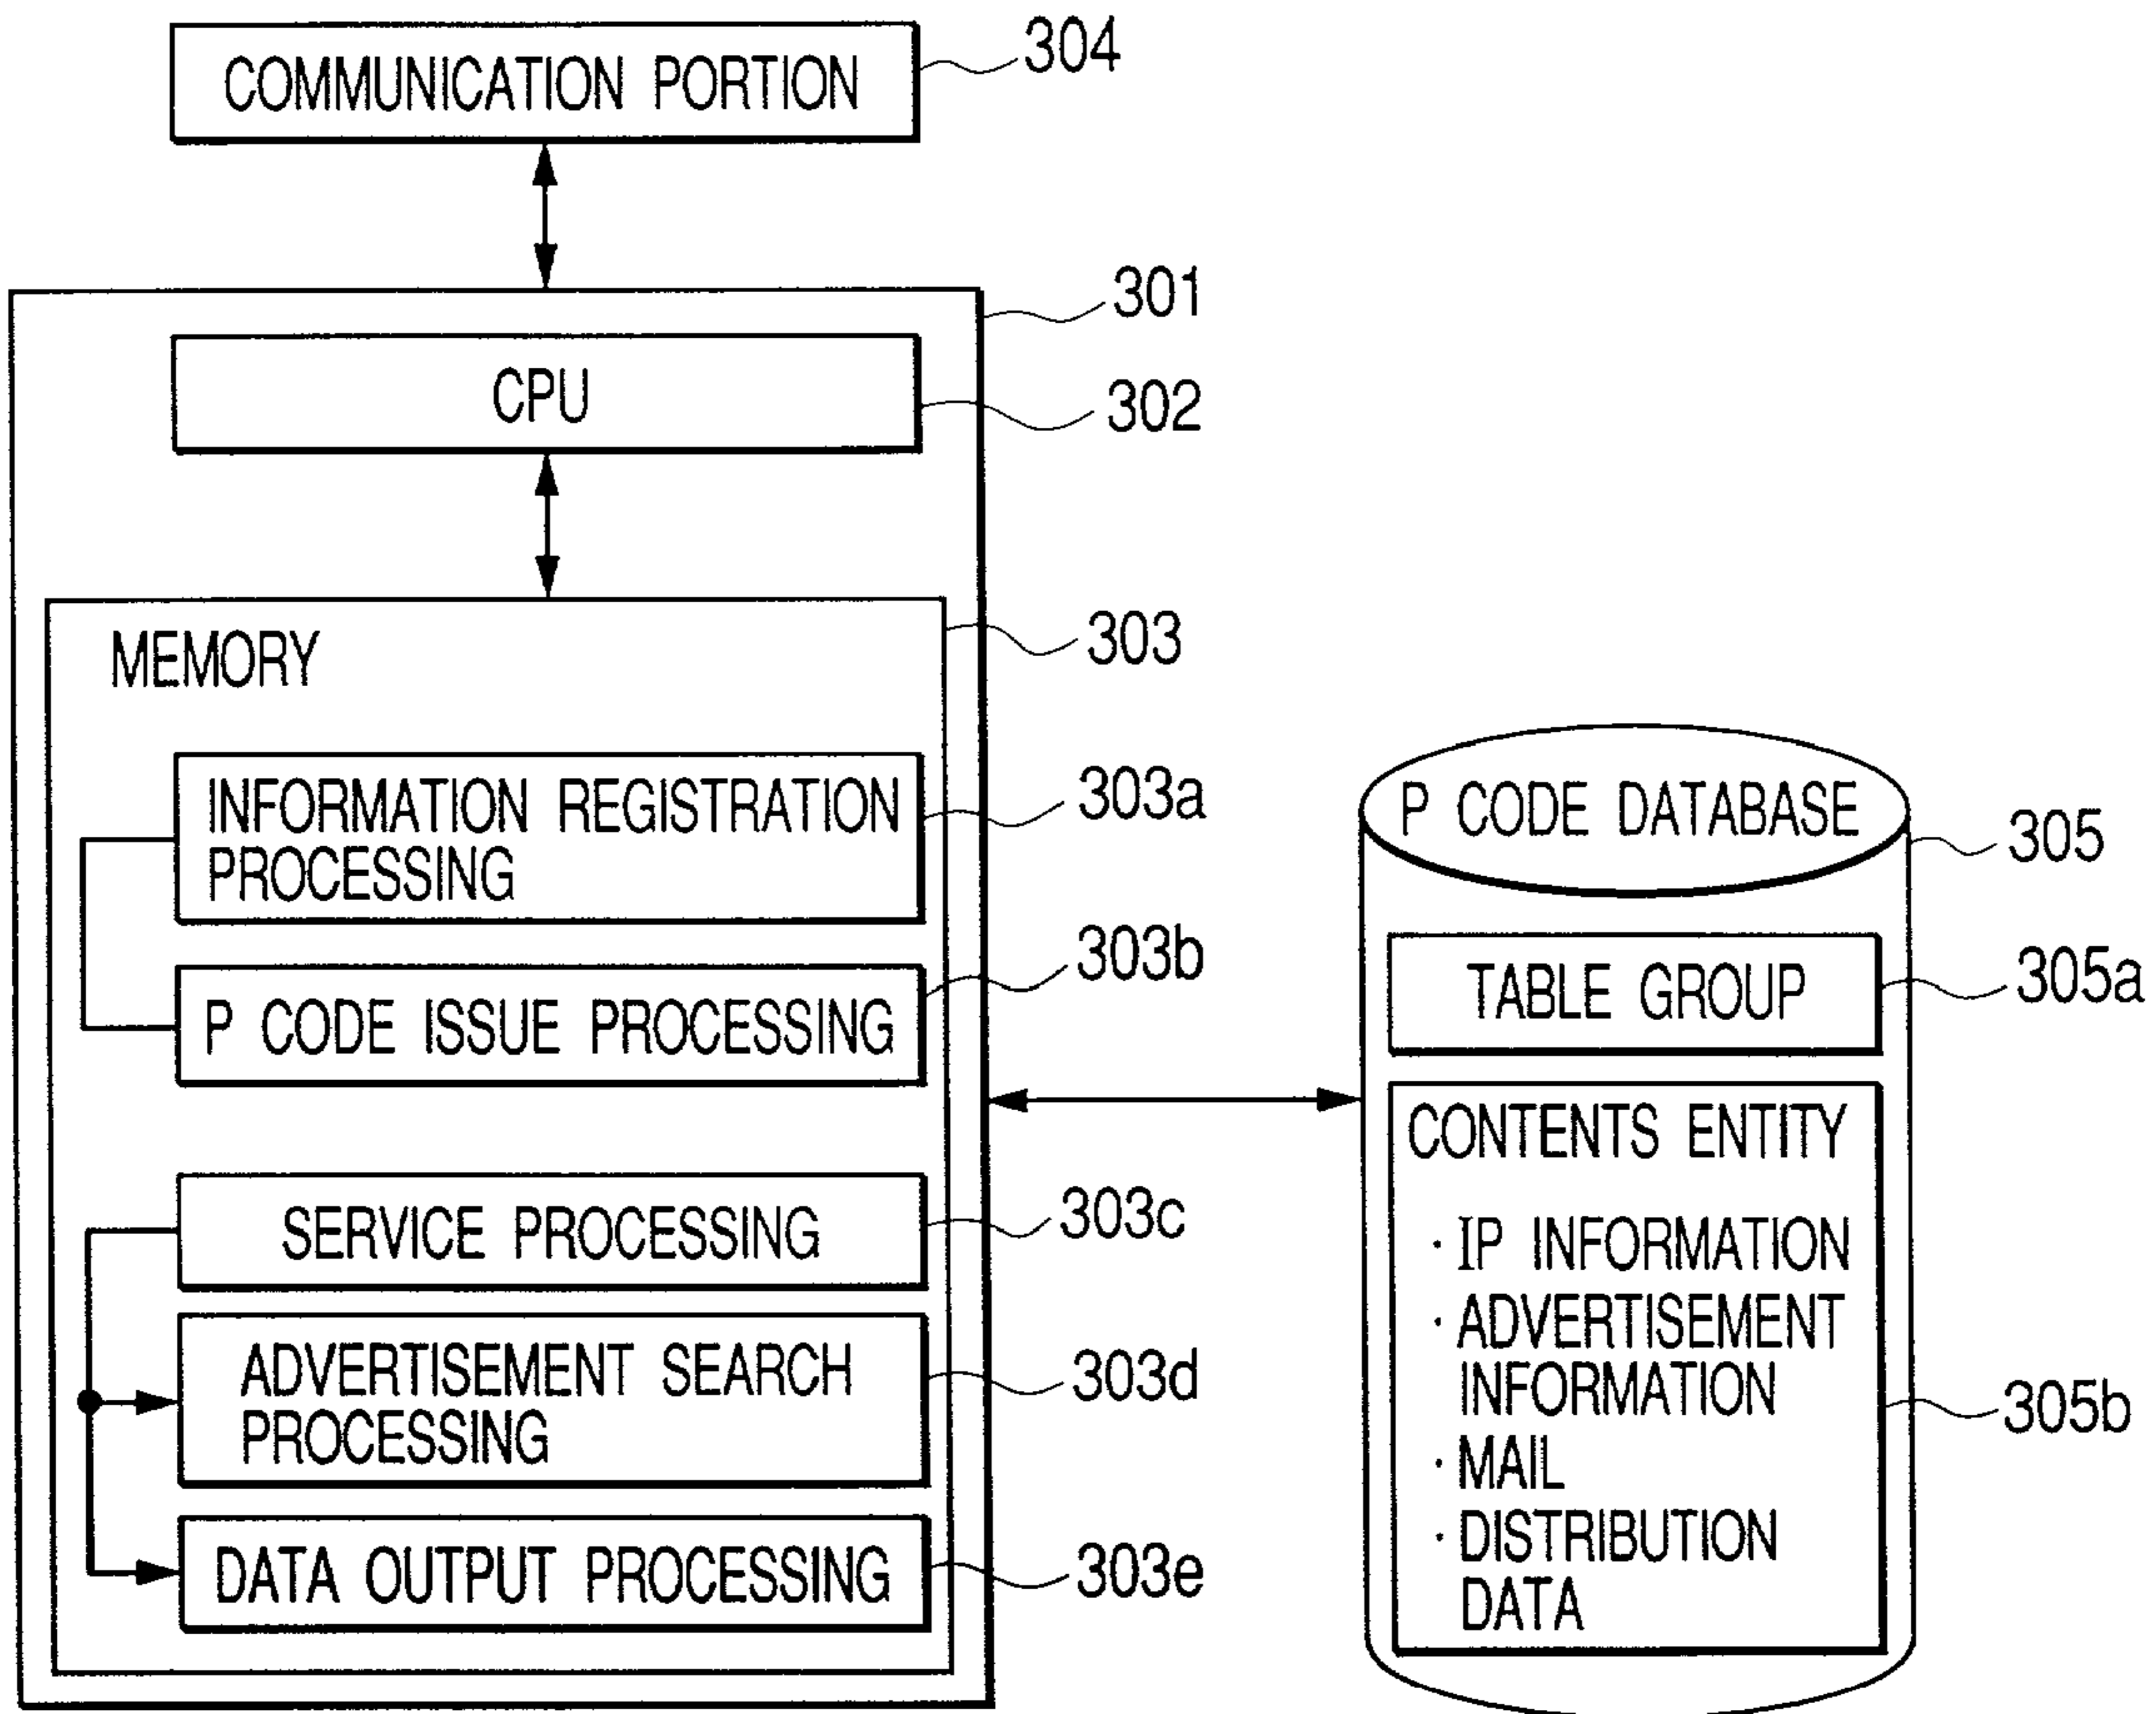 COMMUNICATION PORTION
304
301
CPU
302
MEMORY
303
INFORMATION REGISTRATION
PROCESSING
303a
P CODE ISSUE PROCESSING
303b
SERVICE PROCESSING
303c
ADVERTISEMENT SEARCH
PROCESSING
303d
DATA OUTPUT PROCESSING
303e
P CODE DATABASE
305
TABLE GROUP
305a
CONTENTS ENTITY
· IP INFORMATION
· ADVERTISEMENT
INFORMATION
· MAIL
· DISTRIBUTION
DATA
305b